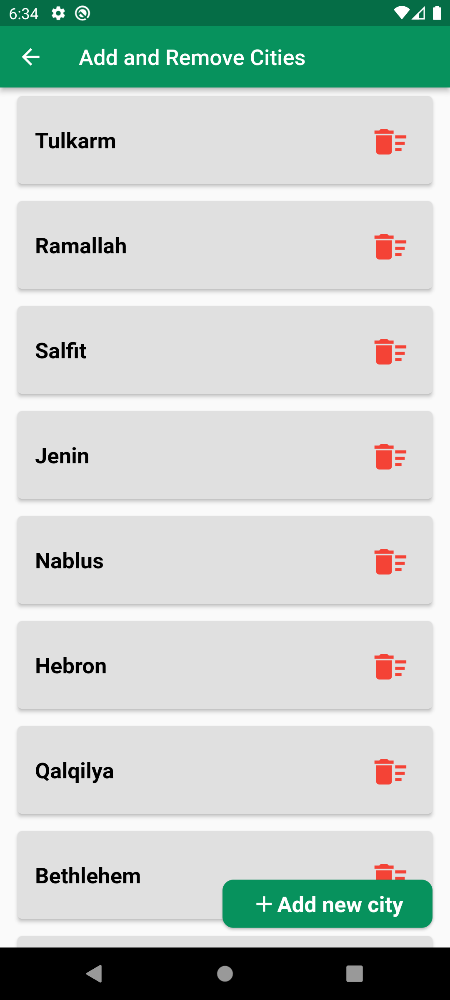 6:34
Add and Remove Cities
Tulkarm
Ramallah
Salfit
Jenin
Nablus
Hebron
Qalqilya
Bethlehem
+ Add new city